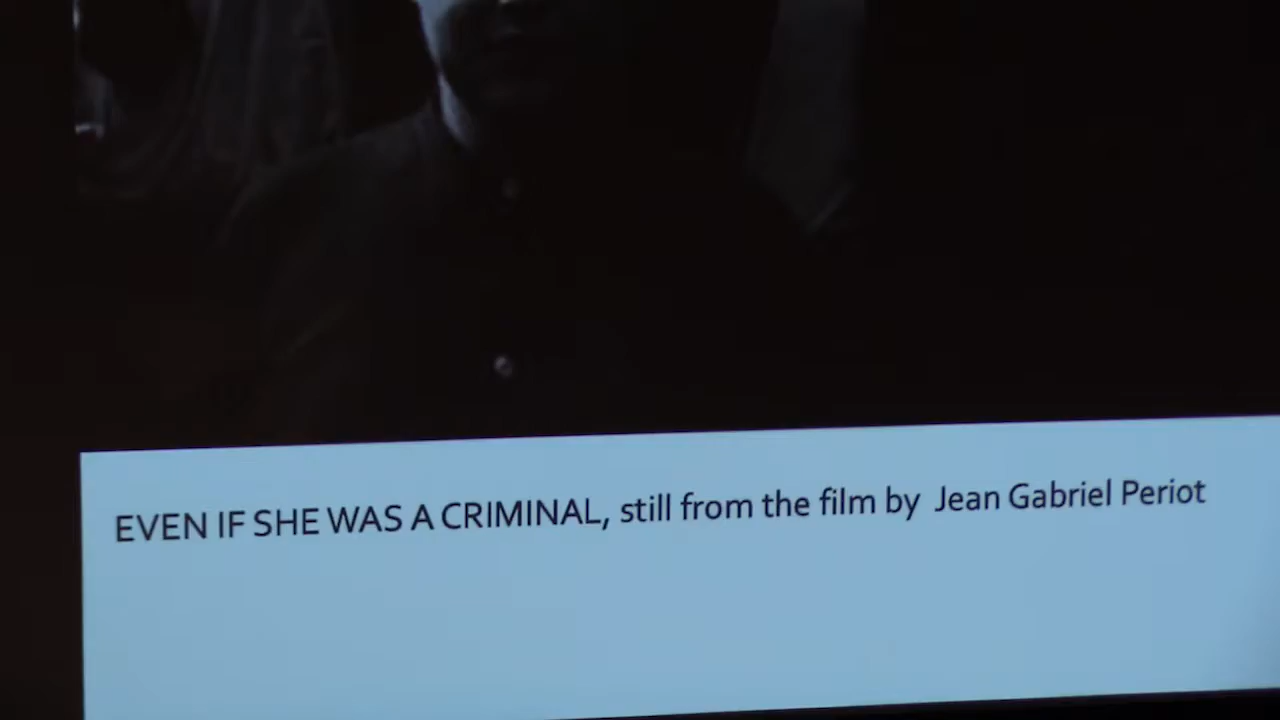 EVEN IF SHE WAS A CRIMINAL, still from the film by Jean Gabriel Periot